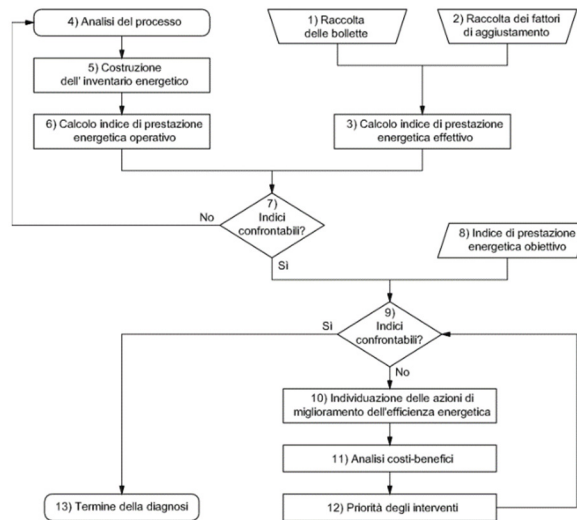 4) Analisi del processo
1) Raccolta
delle bollette
2) Raccolta dei fattori
di aggiustamento
5) Costruzione
dell' inventario energetico
6) Calcolo indice di prestazione
energetica operativo
3) Calcolo indice di prestazione
energetica effettivo
7)
Indici
confrontabili?
No
Sì
8) Indice di prestazione
energetica obiettivo
9)
Indici
confrontabili?
Sì
No
10) Individuazione delle azioni di
miglioramento dell'efficienza energetica
11) Analisi costi-benefici
12) Priorità degli interventi
13) Termine della diagnosi